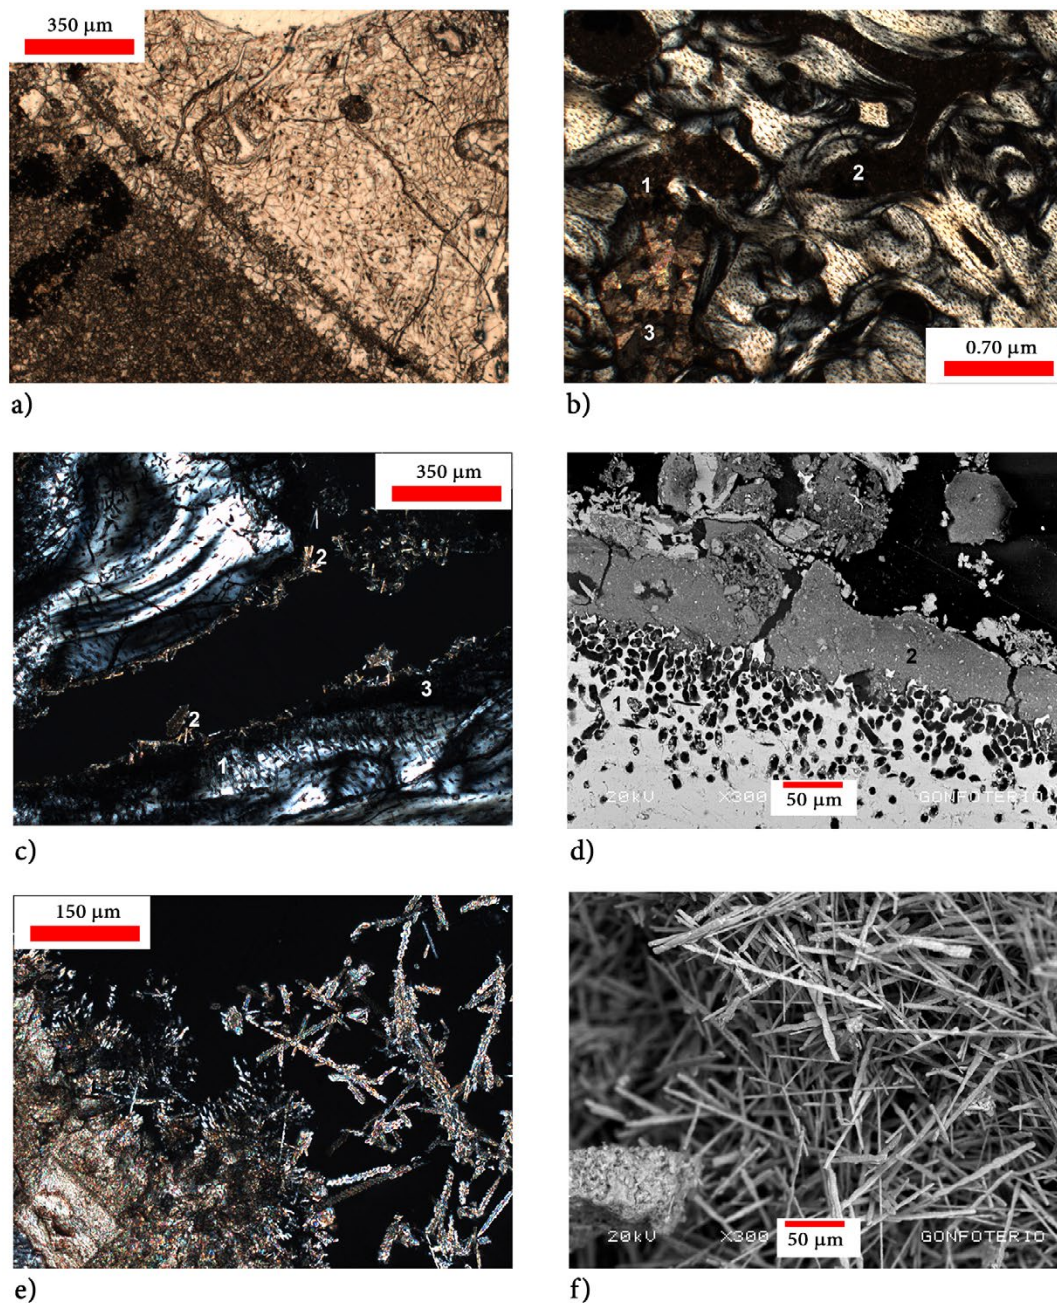 350 µm
a)
1
2
3
0.70 µm
b)
350 µm
2
3
2
1
c)
2
1
50 µm
20kV X300 GONFOTERIO
d)
150 µm
e)
50 µm
20kV X300 GONFOTERIO
f)